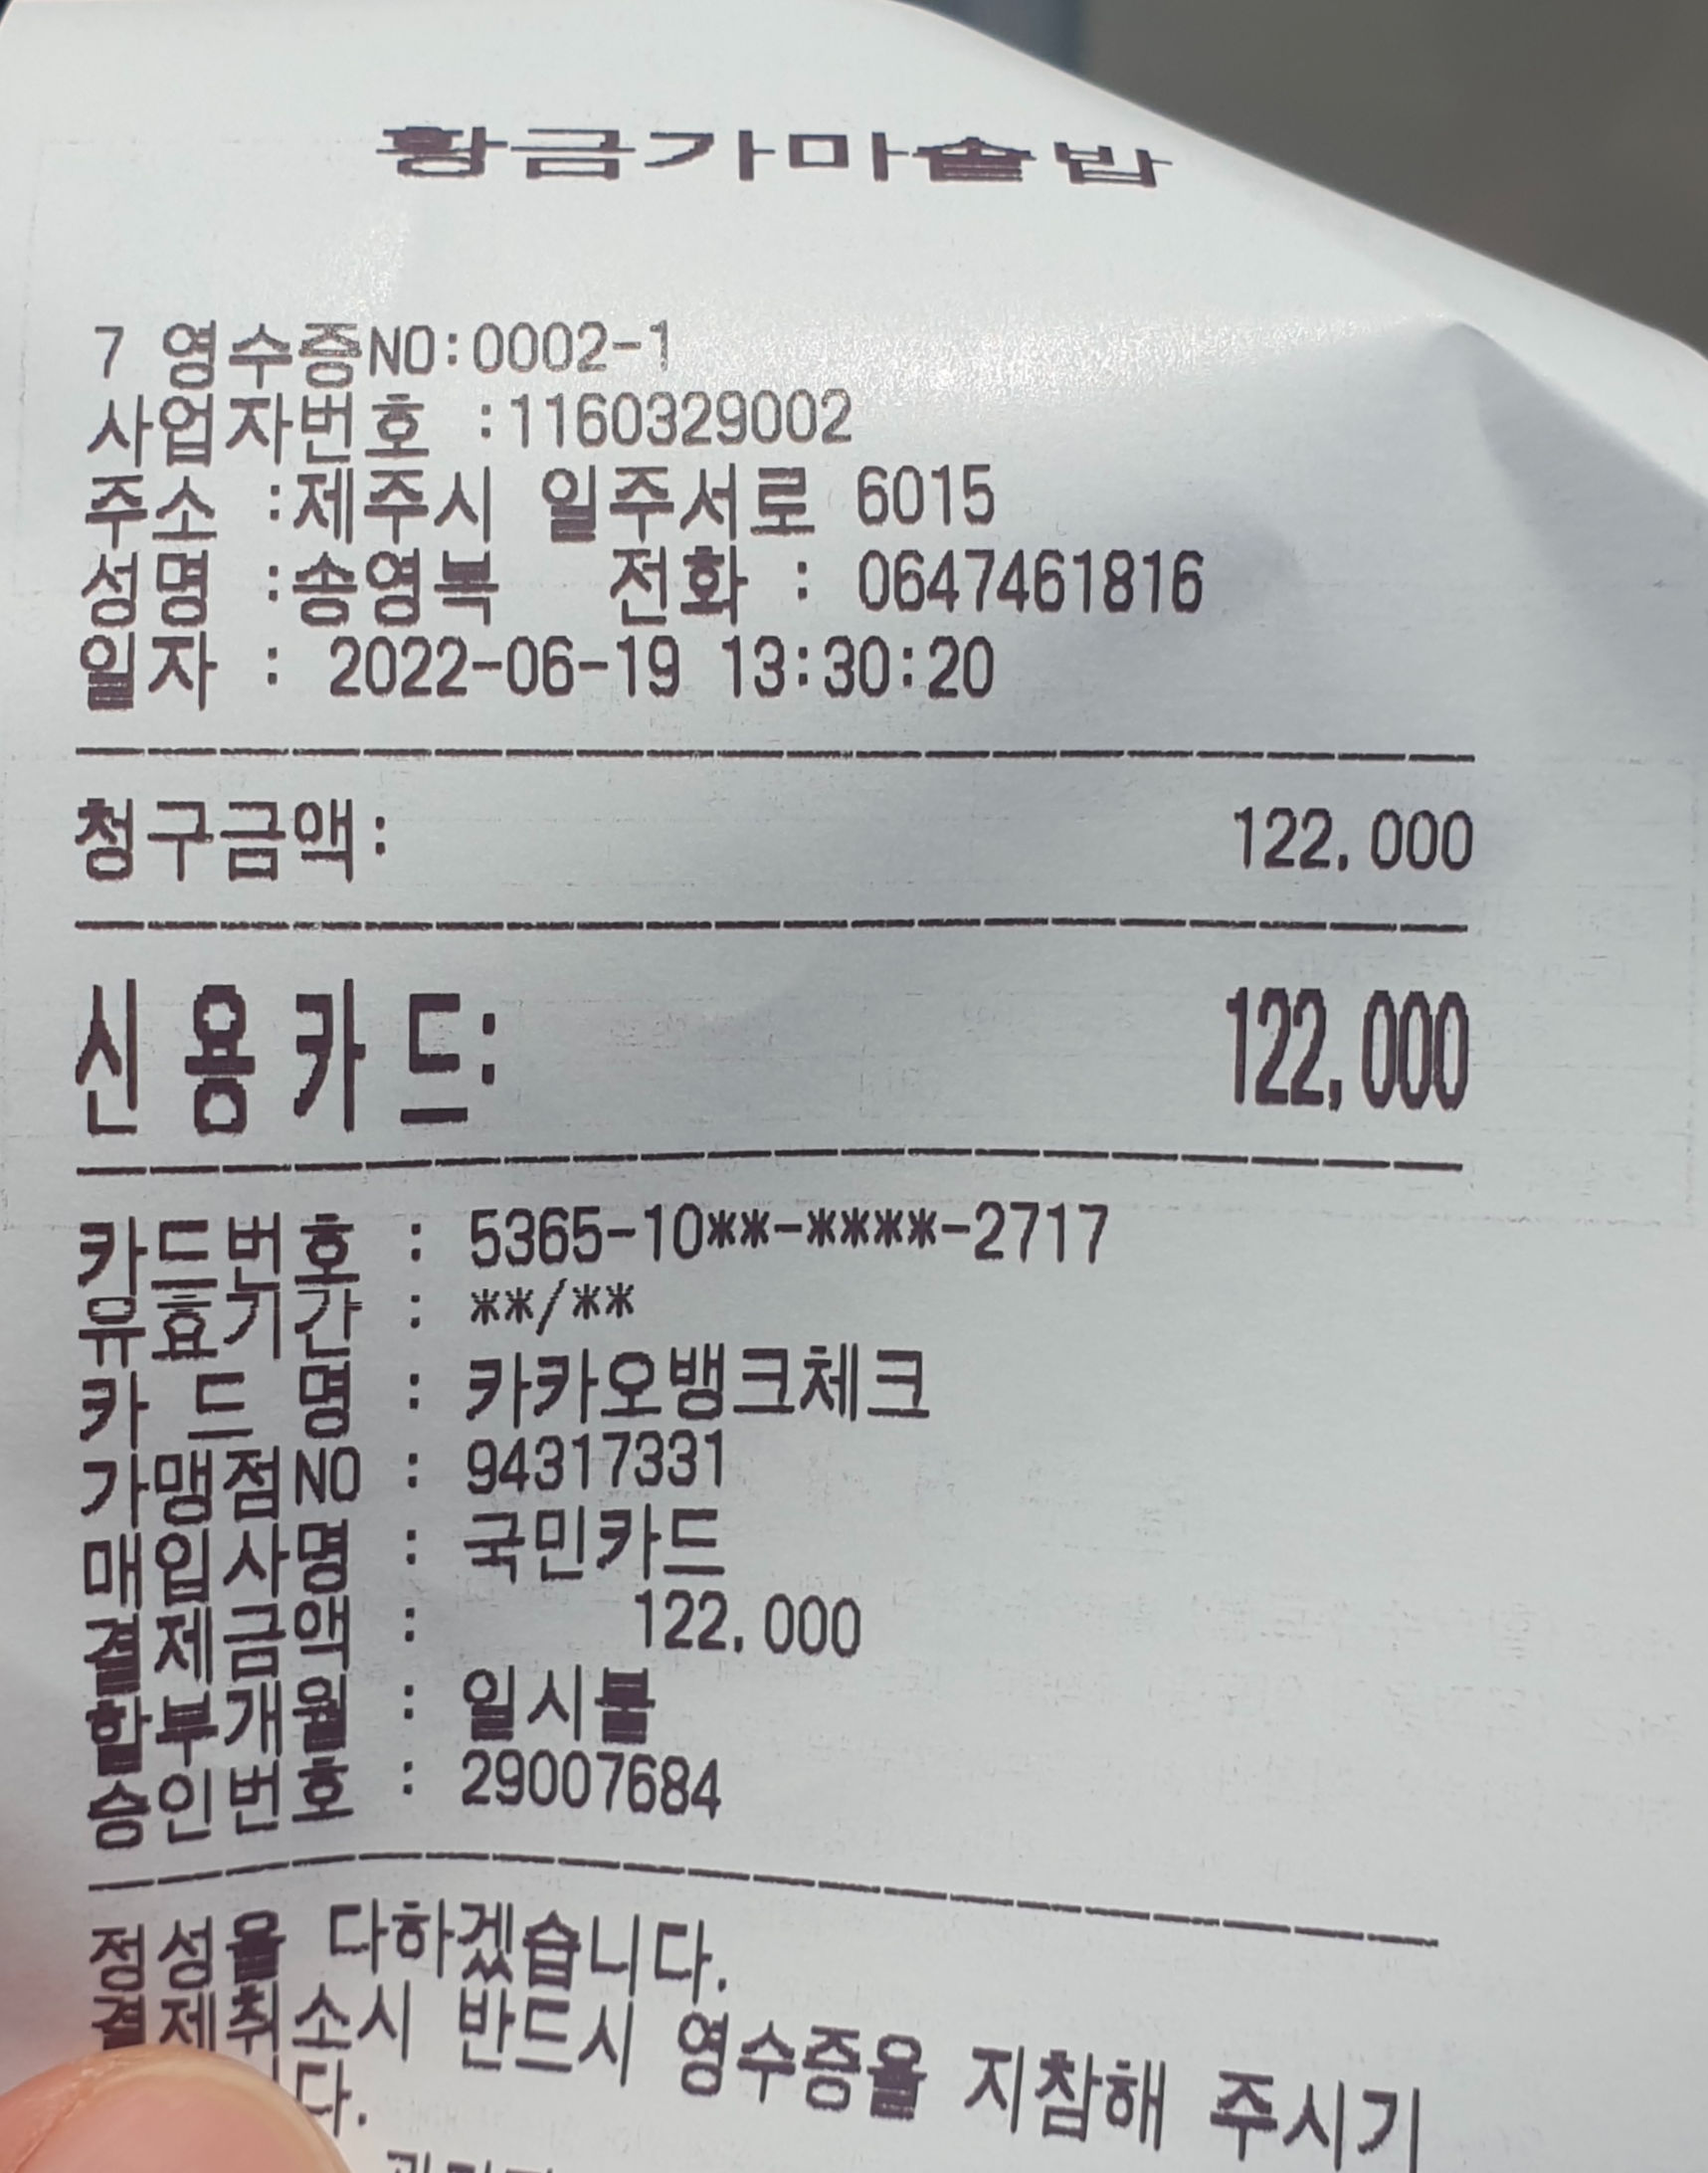 황금가마솥밥
7 영수증NO:0002-1
사업자번호 :1160329002
주소 :제주시 일주서로 6015
성명 :송영복 전화 : 0647461816
일자 : 2022-06-19 13:30:20
청구금액: 122,000
신용카드: 122,000
카드번호 : 5365-10**-****-2717
유효기간 : **/**
카 드 명 : 카카오뱅크체크
가맹점NO : 94317331
매입사명 : 국민카드
결제금액 : 122,000
할부개월 : 일시불
승인번호 : 29007684
정성을 다하겠습니다.
결제취소시 반드시 영수증을 지참해 주시기
다.